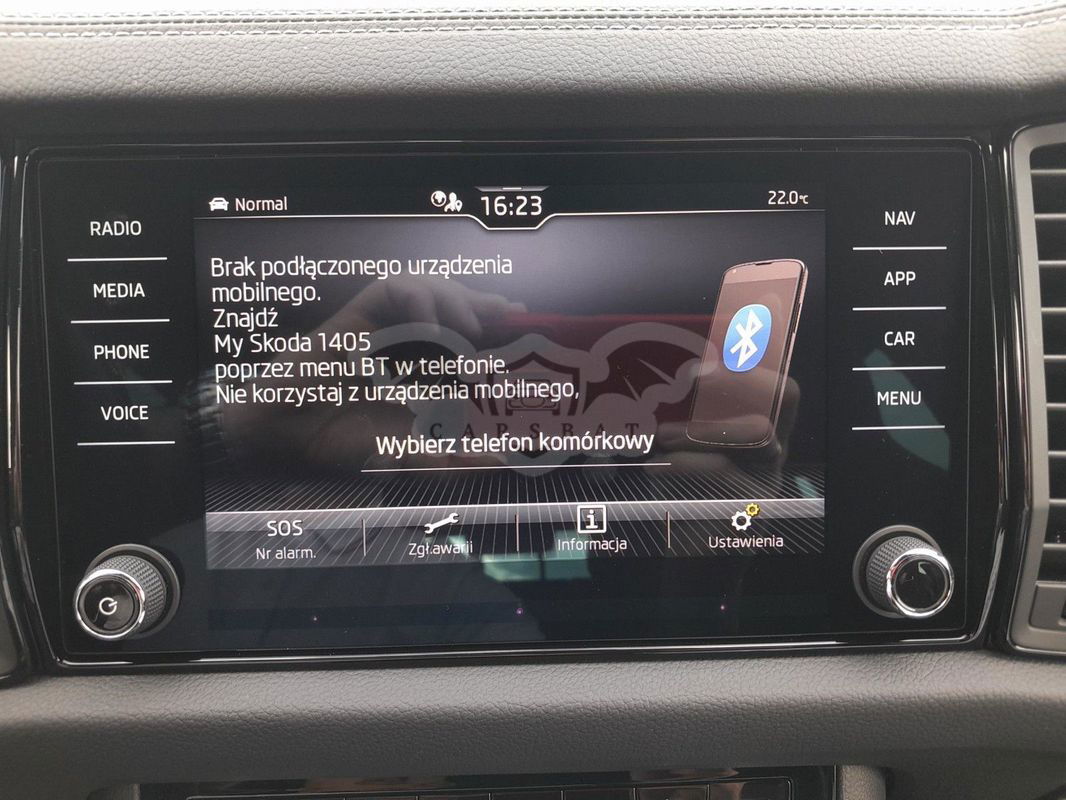 Normal
16:23
22.0°C
RADIO
MEDIA
PHONE
VOICE
Brak podłączonego urządzenia
mobilnego.
Znajdź
My Skoda 1405
poprzez menu BT w telefonie.
Nie korzystaj z urządzenia mobilnego,
CARSBAT
Wybierz telefon komórkowy
SOS
Nr alarm.
Zgł.awarii
Informacja
Ustawienia
NAV
APP
CAR
MENU